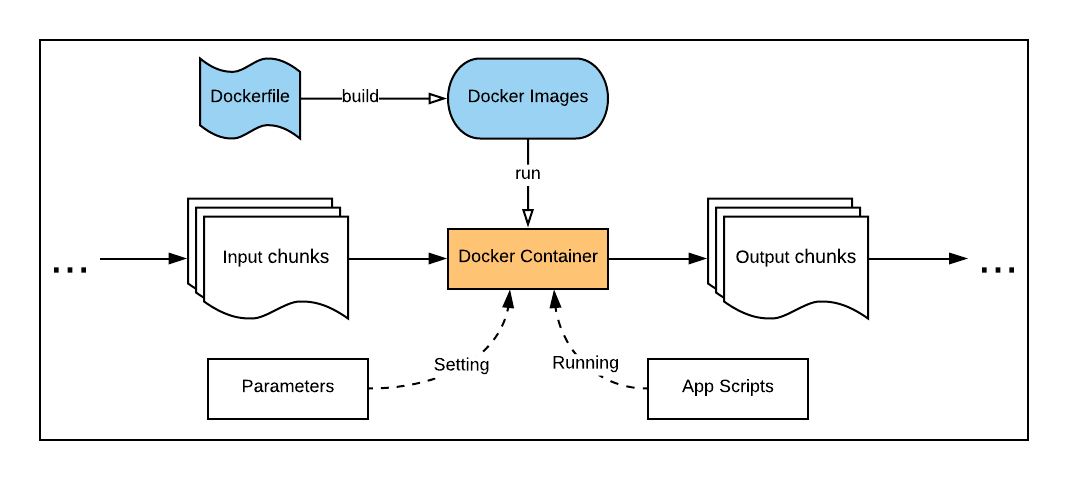 Dockerfile
build
Docker Images
run
...
Input chunks
Docker Container
Output chunks
...
Setting
Running
Parameters
App Scripts